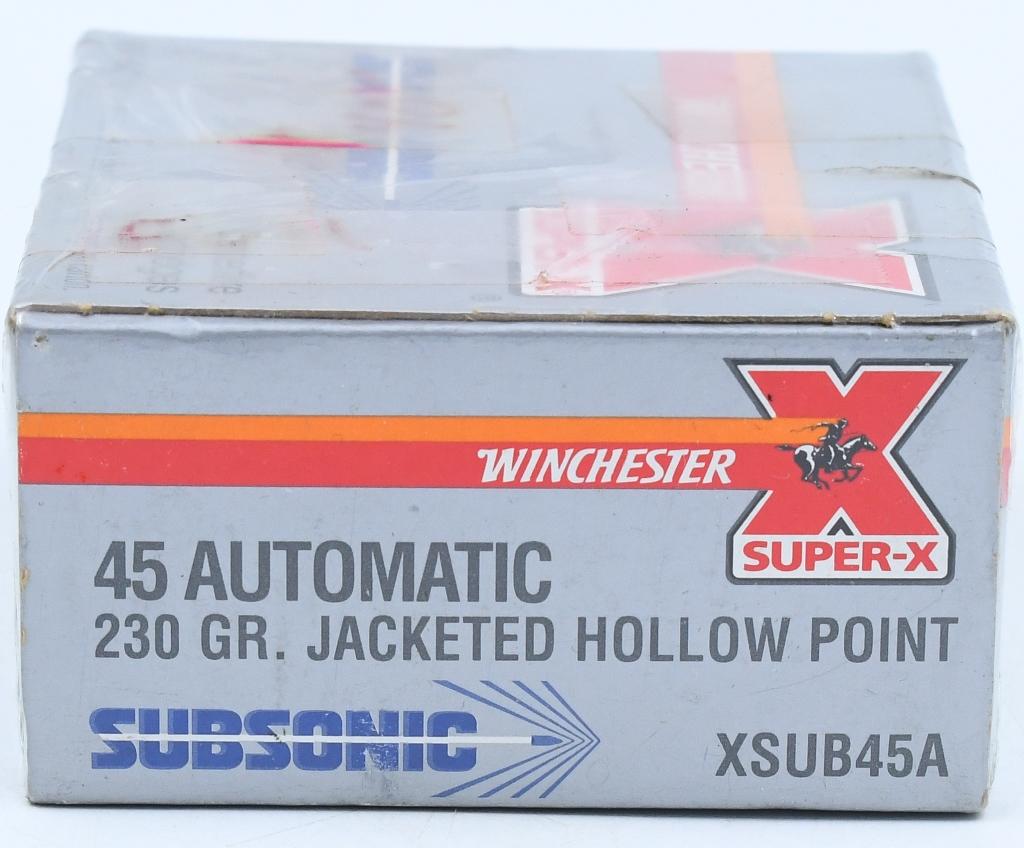 WINCHESTER
X
SUPER-X
45 AUTOMATIC
230 GR. JACKETED HOLLOW POINT
SUBSONIC
XSUB45A